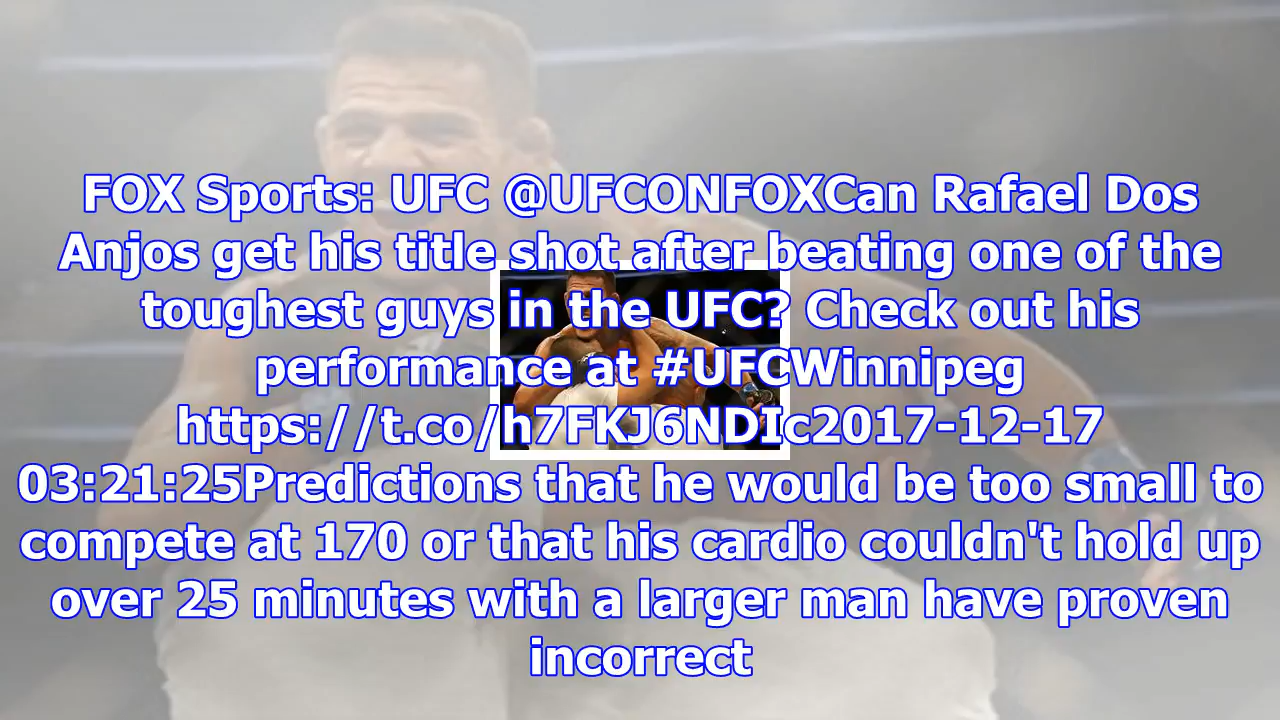 FOX Sports: UFC @UFCONFOXCan Rafael Dos
Anjos get his title shot after beating one of the
toughest guys in the UFC? Check out his
performance at #UFCWinnipeg
https://t.co/h7FKJ6NDIc2017-12-17
03:21:25Predictions that he would be too small to
compete at 170 or that his cardio couldn't hold up
over 25 minutes with a larger man have proven
incorrect